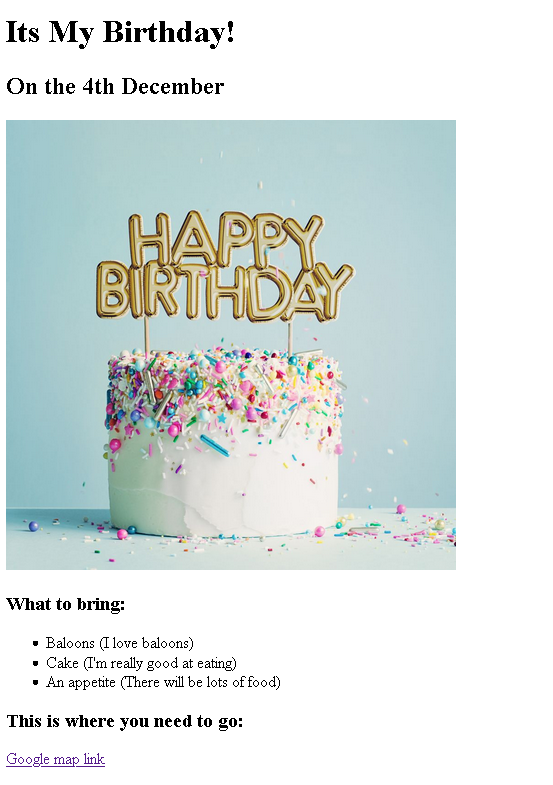 Its My Birthday!
On the 4th December
HAPPY
BIRTHDAY
What to bring:
Baloons (I love baloons)
Cake (I'm really good at eating)
An appetite (There will be lots of food)
This is where you need to go:
Google map link